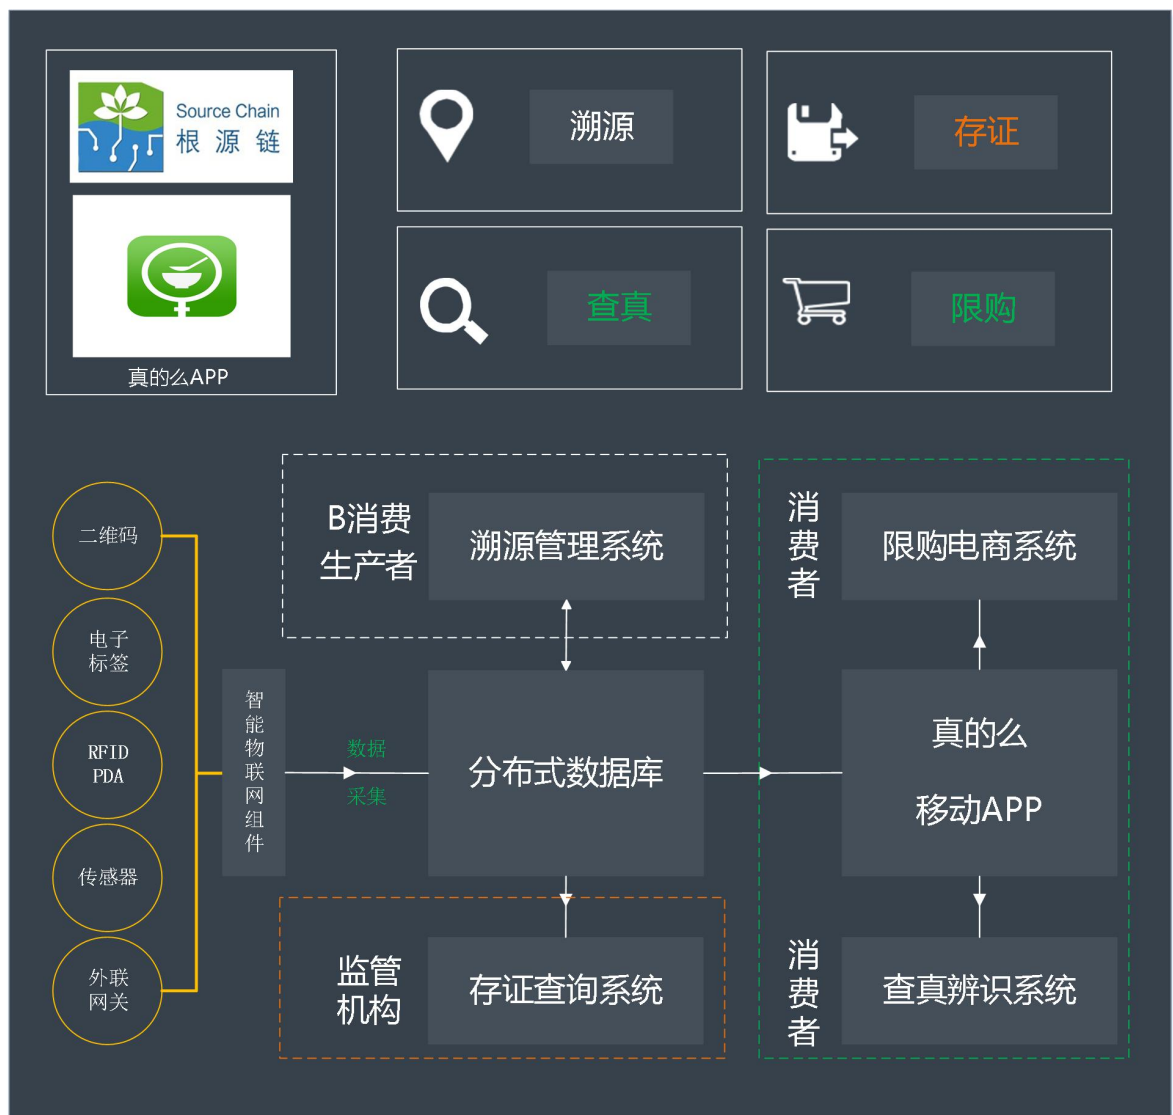 Source Chain
根源链
真的么APP
溯源
存证
查真
限购
二维码
电子
标签
RFID
PDA
传感器
外联
网关
智能物联网组件
数据
采集
B消费
生产者
溯源管理系统
分布式数据库
监管
机构
存证查询系统
消费者
限购电商系统
真的么
移动APP
消费者
查真辨识系统